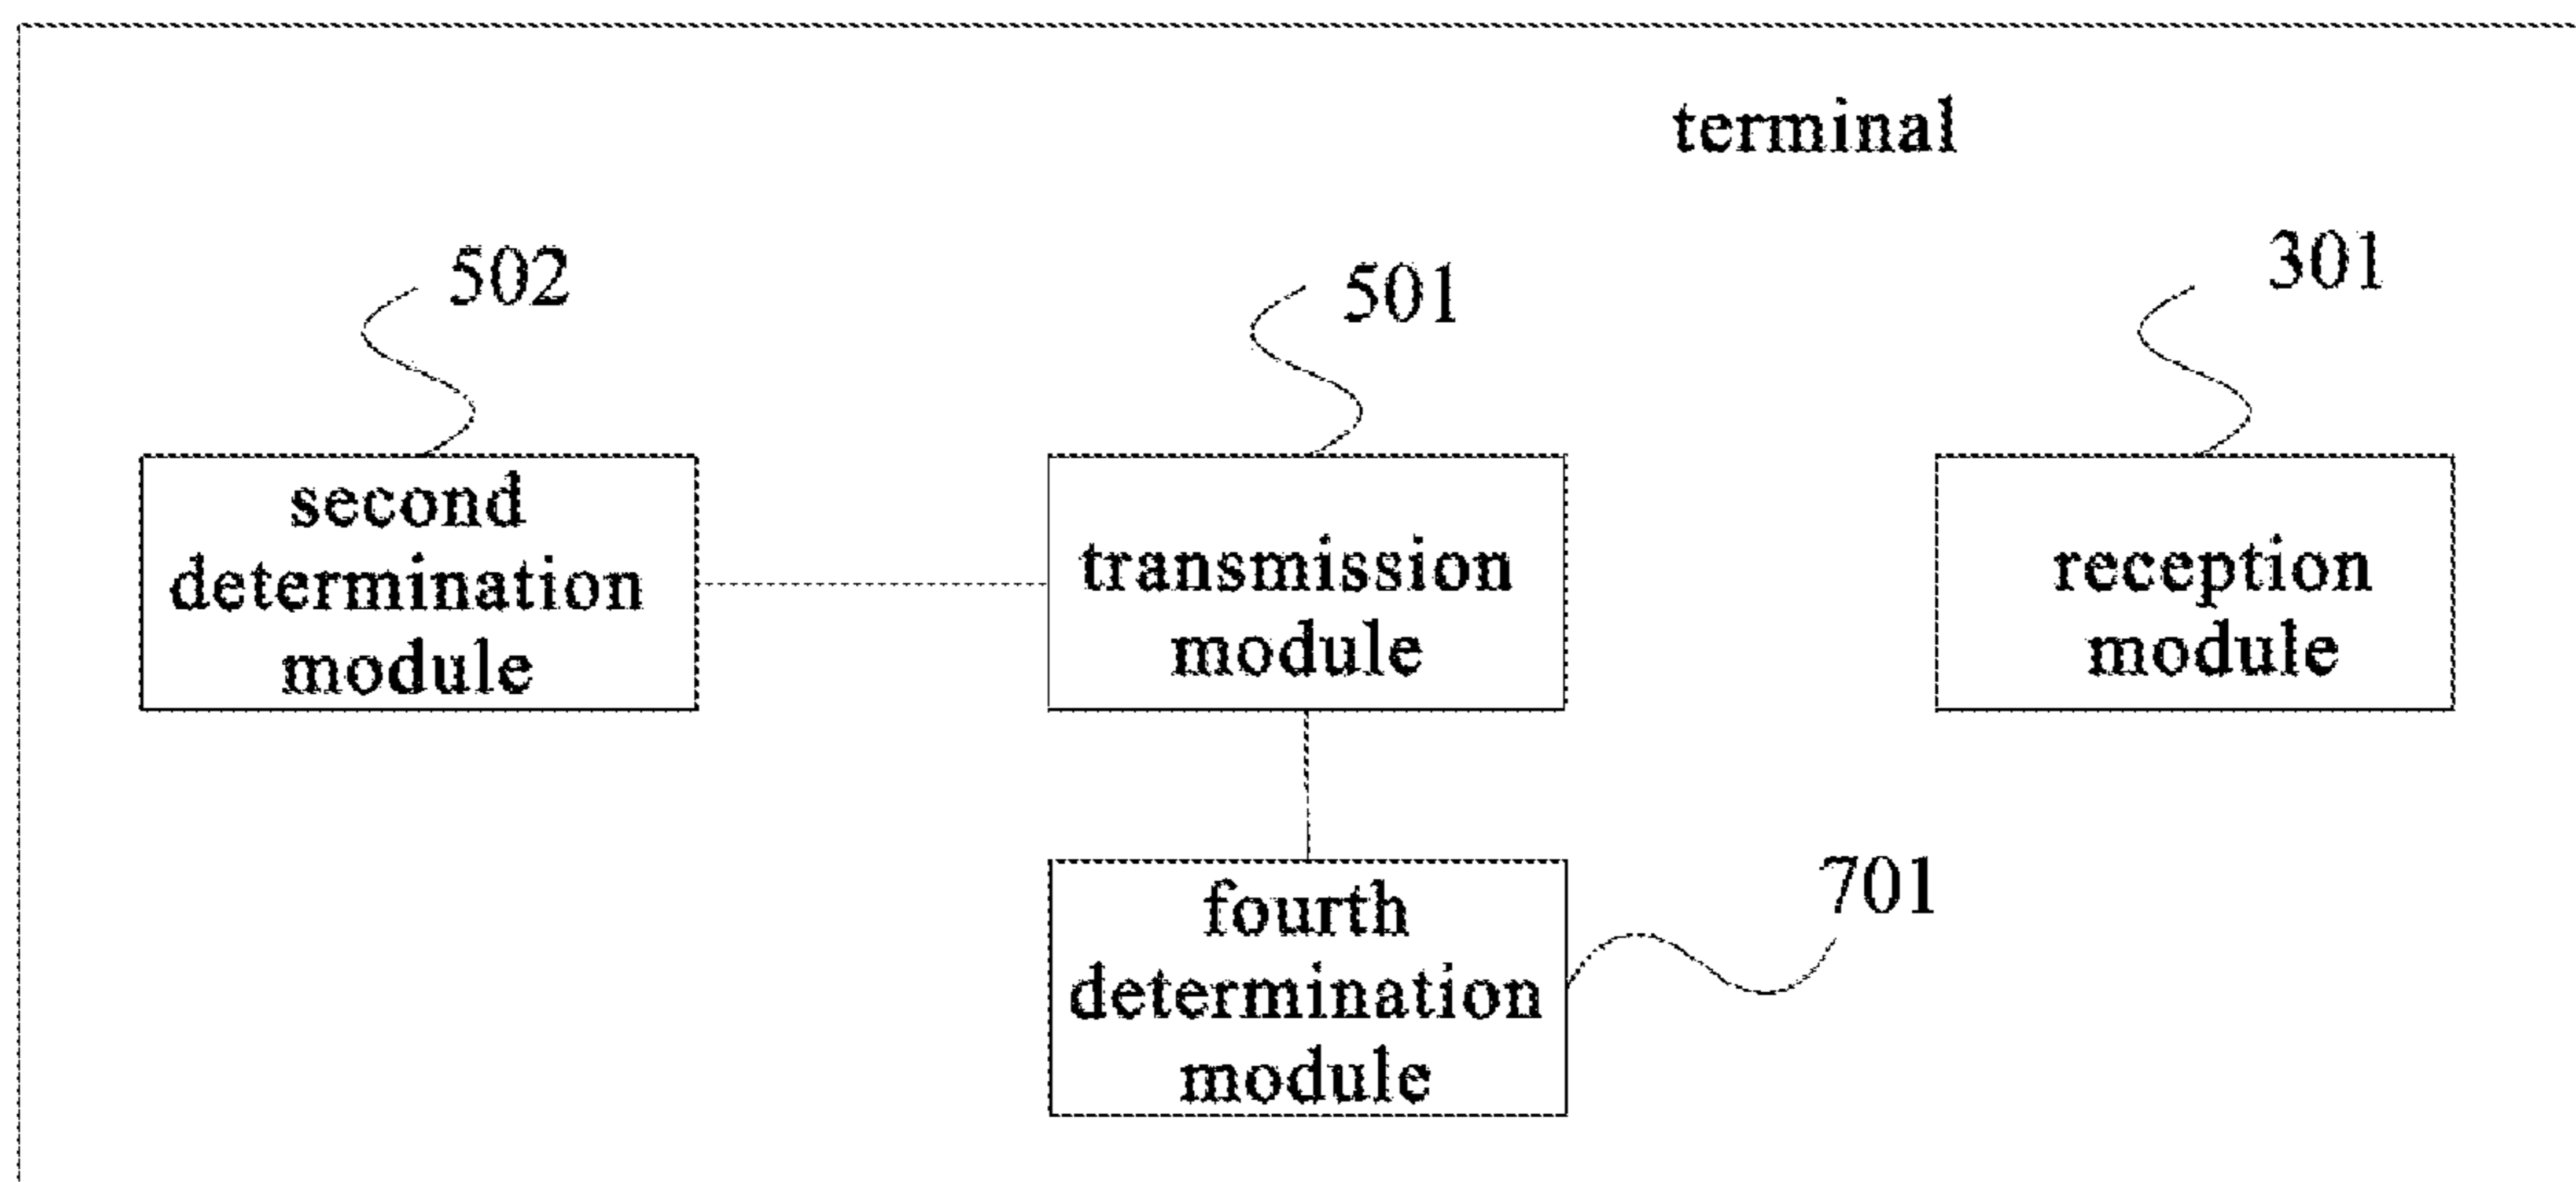 terminal
502
501
301
second
determination
module
transmission
module
reception
module
fourth
determination
module
701